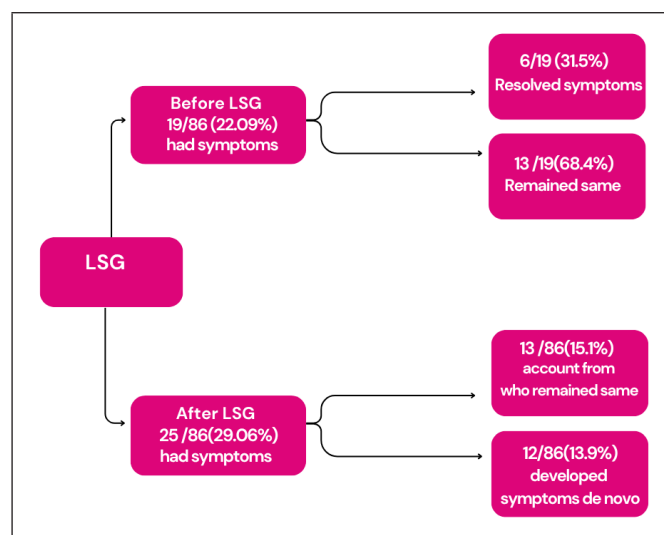 6/19 (31.5%)
Resolved symptoms
Before LSG
19/86 (22.09%)
had symptoms
13 /19(68.4%)
Remained same
LSG
13 /86(15.1%)
account from
who remained same
After LSG
25 /86(29.06%)
had symptoms
12/86(13.9%)
developed
symptoms de novo